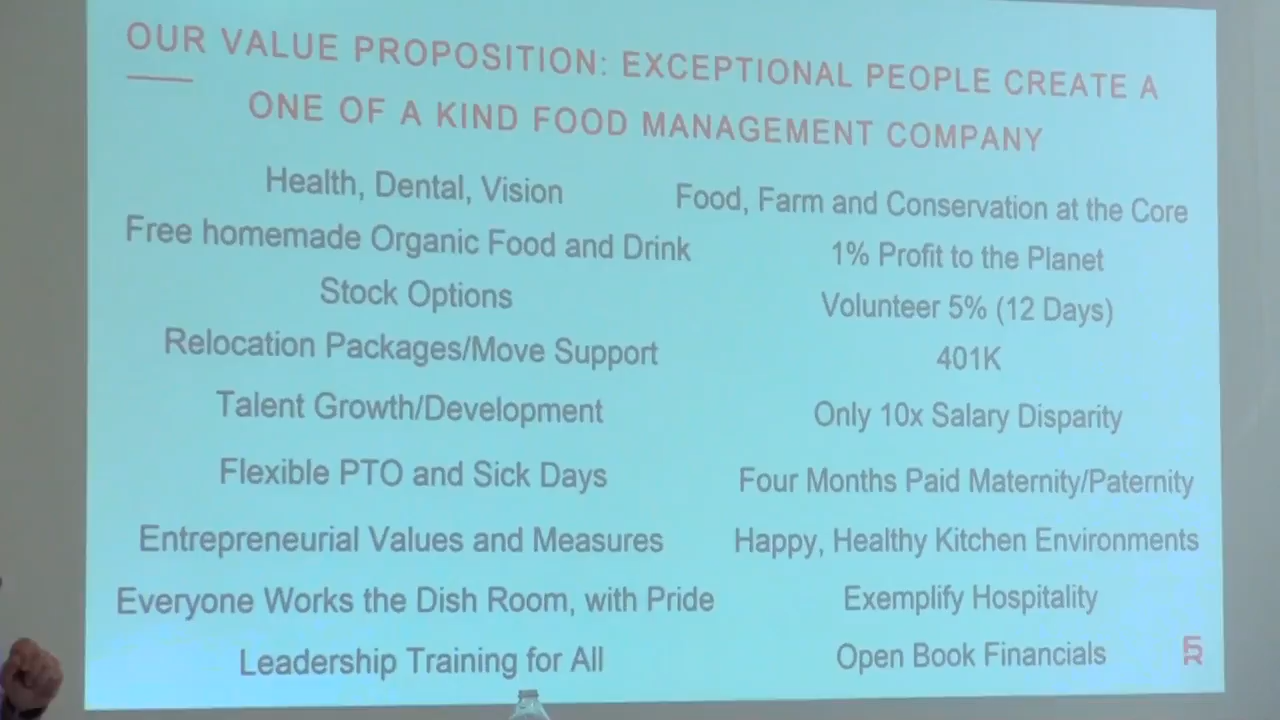 OUR VALUE PROPOSITION: EXCEPTIONAL PEOPLE CREATE A
ONE OF A KIND FOOD MANAGEMENT COMPANY
Health, Dental, Vision
Free homemade Organic Food and Drink
Stock Options
Relocation Packages/Move Support
Talent Growth/Development
Flexible PTO and Sick Days
Entrepreneurial Values and Measures
Everyone Works the Dish Room, with Pride
Leadership Training for All
Food, Farm and Conservation at the Core
1% Profit to the Planet
Volunteer 5% (12 Days)
401K
Only 10x Salary Disparity
Four Months Paid Maternity/Paternity
Happy, Healthy Kitchen Environments
Exemplify Hospitality
Open Book Financials